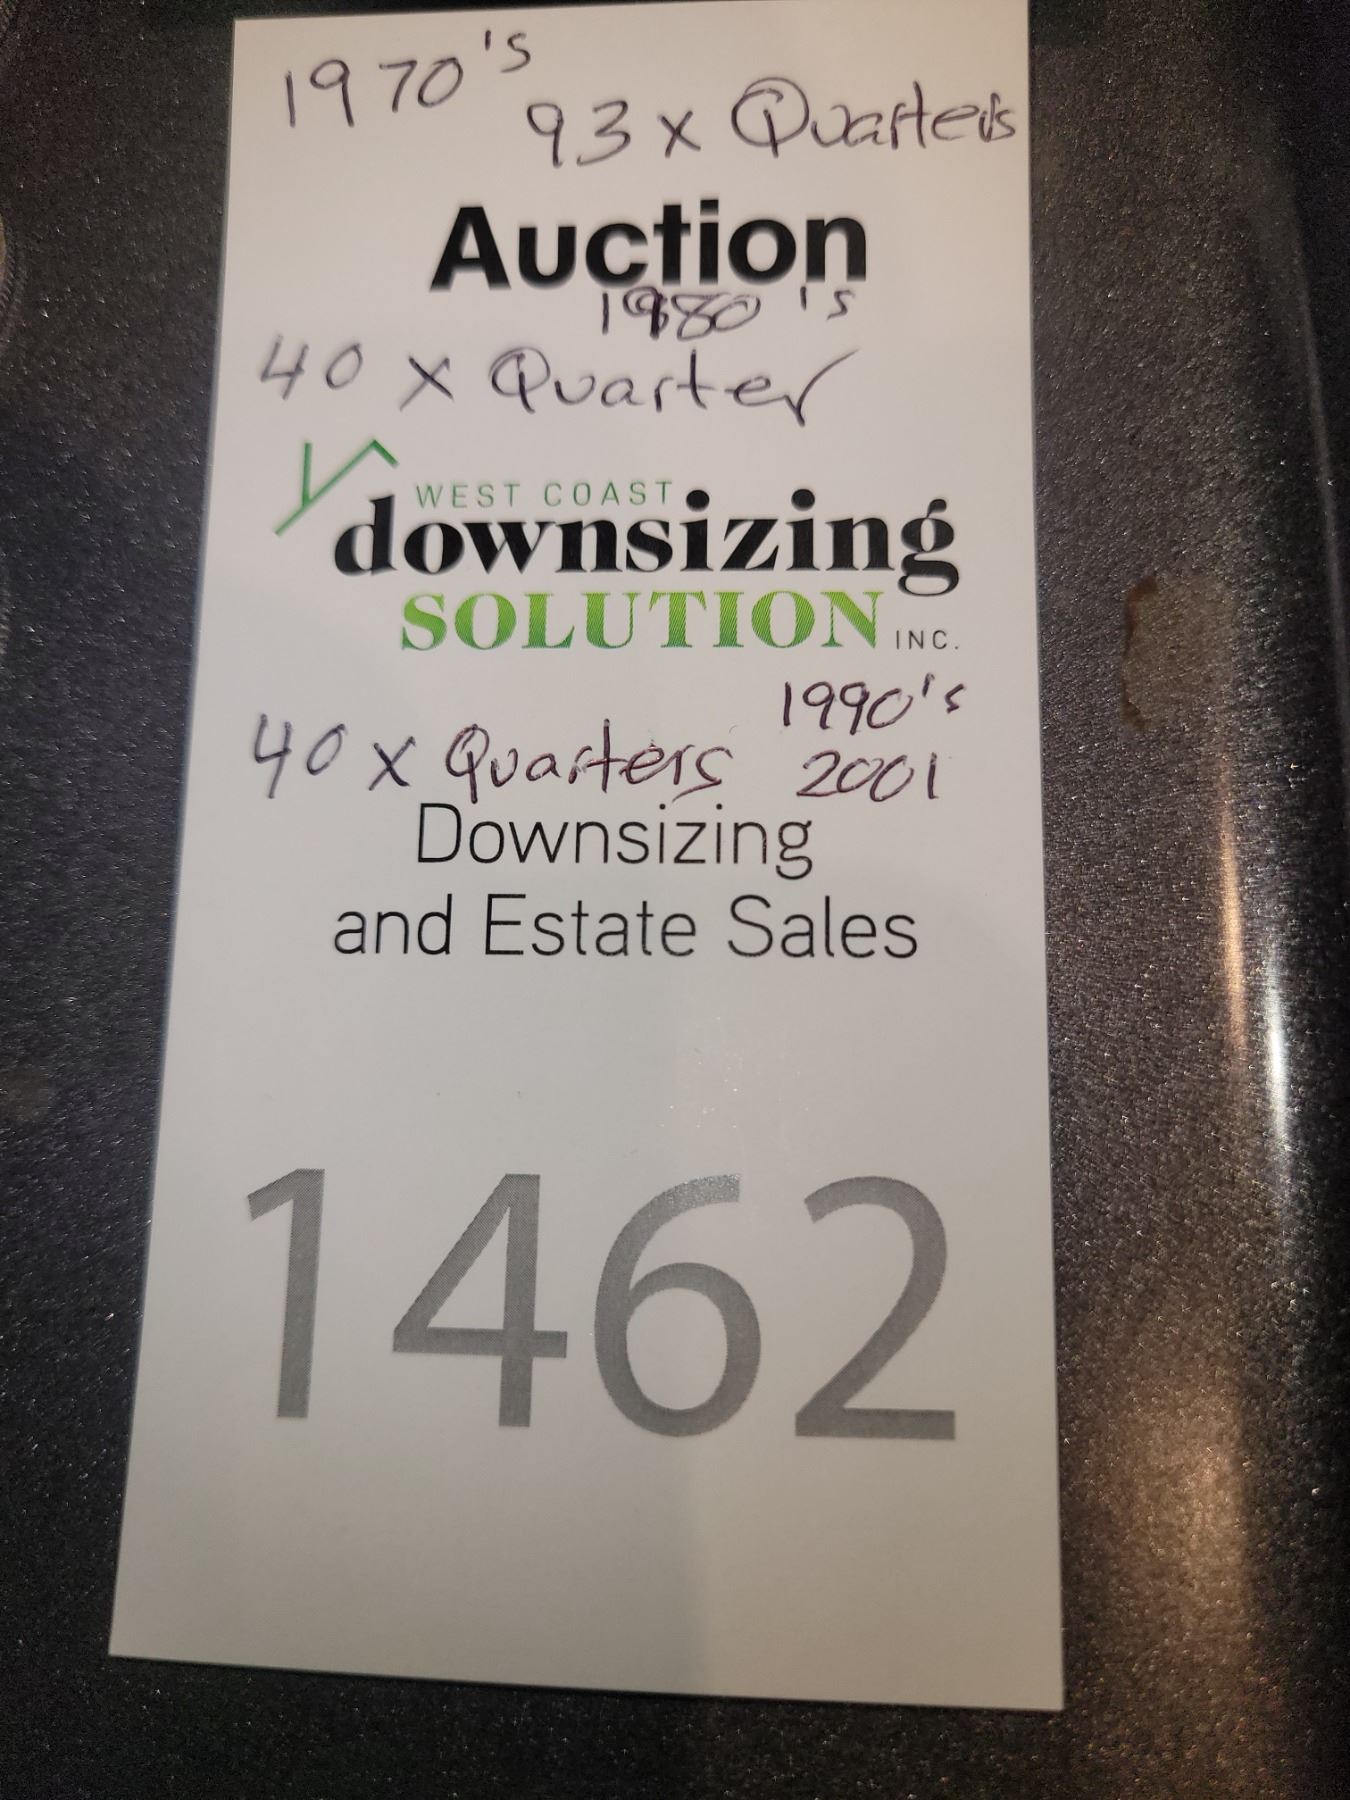 1970's
93 x Quarters
Auction
1980's
40 x Quarter
WEST COAST
downsizing
SOLUTION INC.
1990's
40 x Quarters 2001
Downsizing
and Estate Sales
1462